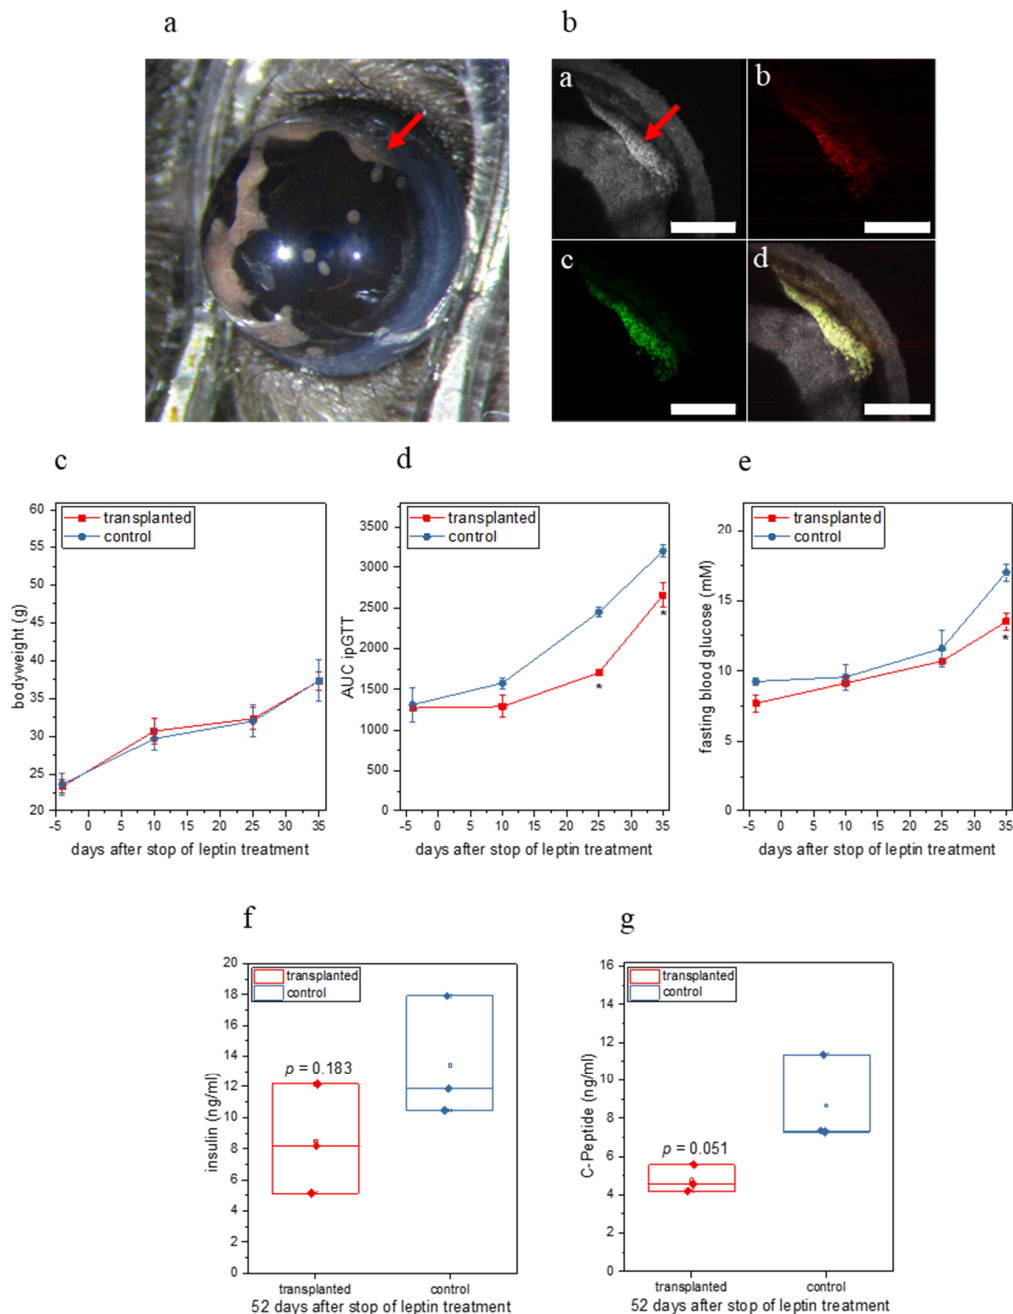 a
b
a
b
c
d
c
d
e
transplanted
control
60
55
50
45
40
35
30
25
20
bodyweight (g)
-5 0 5 10 15 20 25 30 35
days after stop of leptin treatment
transplanted
control
3500
3000
2500
2000
1500
1000
500
0
AUC ipGTT
*
*
-5 0 5 10 15 20 25 30 35
days after stop of leptin treatment
transplanted
control
20
15
10
5
0
fasting blood glucose (mM)
*
-5 0 5 10 15 20 25 30 35
days after stop of leptin treatment
f
g
transplanted
control
20
18
16
14
12
10
8
6
4
2
0
insulin (ng/ml)
p = 0.183
transplanted control
52 days after stop of leptin treatment
transplanted
control
16
14
12
10
8
6
4
2
0
C-Peptide (ng/ml)
p = 0.051
transplanted control
52 days after stop of leptin treatment